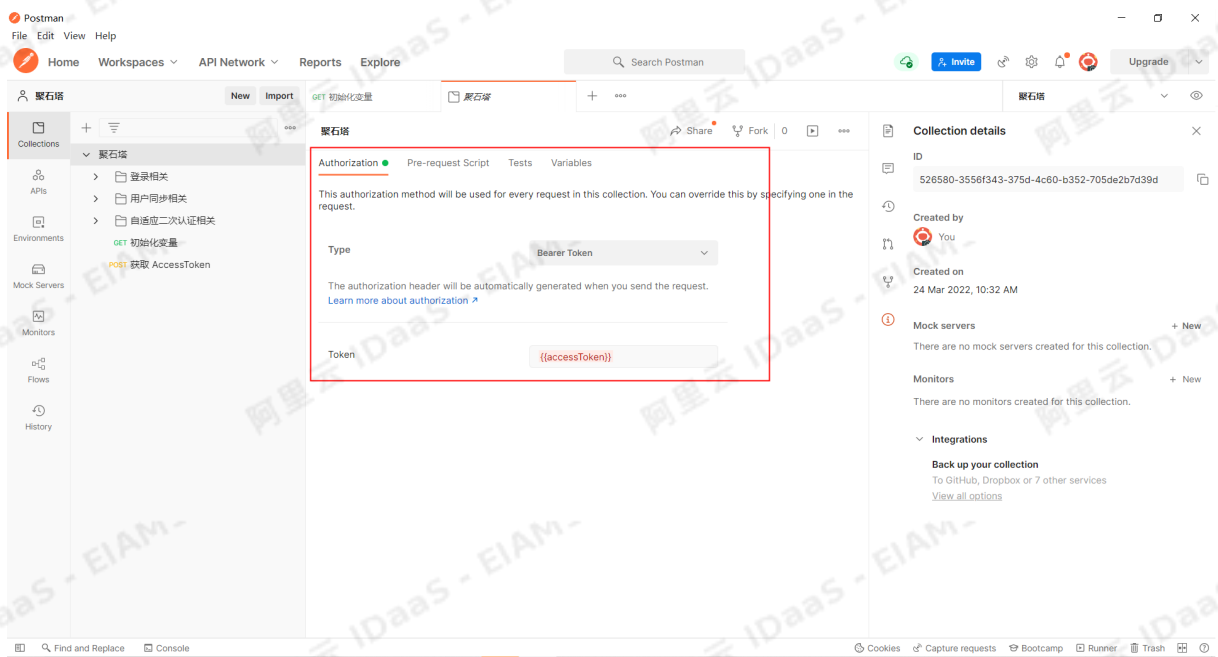 Postman
File Edit View Help
Home Workspaces API Network Reports Explore
Search Postman
Invite
Upgrade
聚石塔
New Import
GET 初始化变量
聚石塔
聚石塔
Collections
APIs
Environments
Mock Servers
Monitors
Flows
History
聚石塔
登录相关
用户同步相关
自适应二次认证相关
GET 初始化变量
POST 获取 AccessToken
聚石塔
Share Fork 0
Authorization Pre-request Script Tests Variables
This authorization method will be used for every request in this collection. You can override this by specifying one in the
request.
Type Bearer Token
The authorization header will be automatically generated when you send the request.
Learn more about authorization ↗
Token {{accessToken}}
Collection details
ID
526580-3556f343-375d-4c60-b352-705de2b7d39d
Created by
You
Created on
24 Mar 2022, 10:32 AM
Mock servers + New
There are no mock servers created for this collection.
Monitors + New
There are no monitors created for this collection.
Integrations
Back up your collection
To GitHub, Dropbox or 7 other services
View all options
Find and Replace Console
Cookies Capture requests Bootcamp Runner Trash
阿里云 IDaaS - EIAM